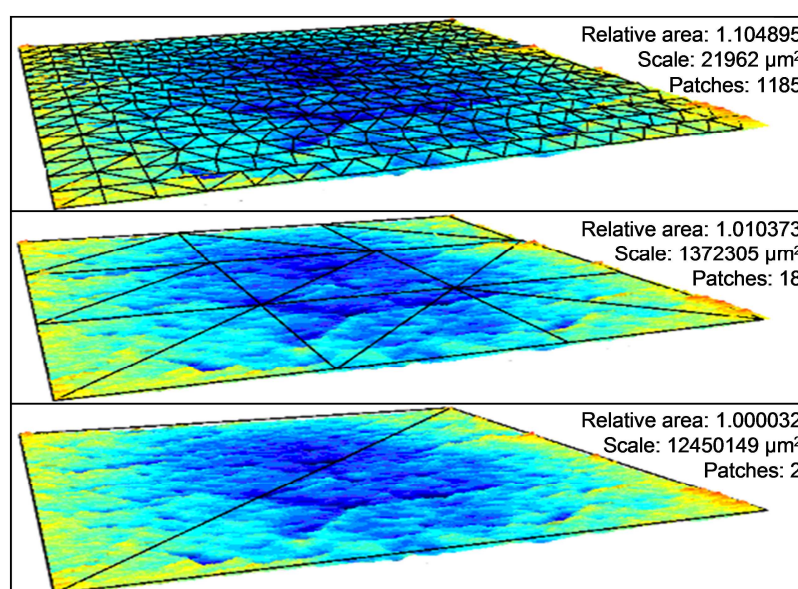 Relative area: 1.104895
Scale: 21962 µm²
Patches: 1185
Relative area: 1.010373
Scale: 1372305 µm²
Patches: 18
Relative area: 1.000032
Scale: 12450149 µm²
Patches: 2